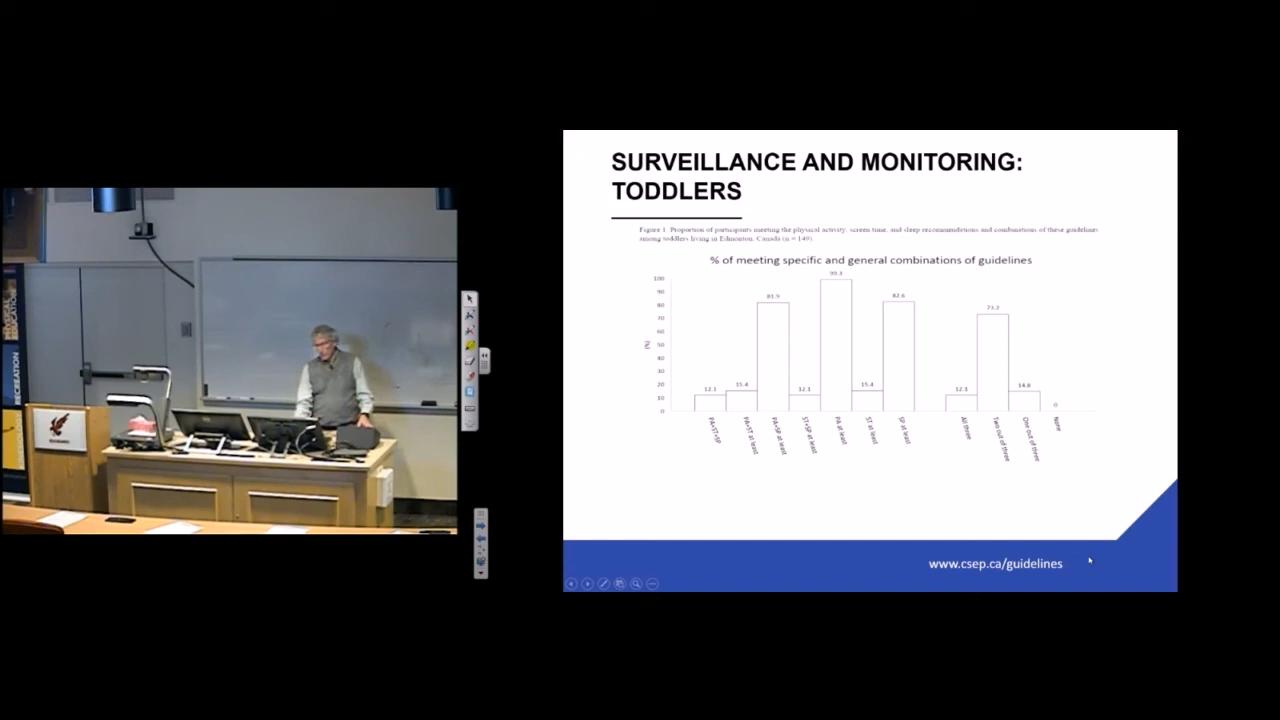 SURVEILLANCE AND MONITORING:
TODDLERS
Figure 1. Proportion of participants meeting the physical activity, screen time, and sleep recommendations and combinations of these guidelines
among toddlers living in Edmonton, Canada (n = 149).
% of meeting specific and general combinations of guidelines
(%)
100
90
80
70
60
50
40
30
20
10
0
12.1
15.4
81.9
12.1
99.3
15.4
82.6
12.1
73.2
14.8
0
PA+ST+SP
PA+ST at least
PA+SP at least
ST+SP at least
PA at least
ST at least
SP at least
All three
Two out of three
One out of three
None
www.csep.ca/guidelines
PHYSICAL
EDUCATION
RECREATION